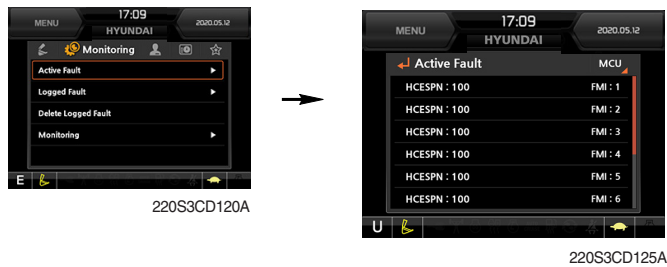 MENU
17:09
HYUNDAI
2020.05.12
Monitoring
Active Fault
Logged Fault
Delete Logged Fault
Monitoring
E
220S3CD120A
MENU
17:09
HYUNDAI
2020.05.12
Active Fault MCU
HCESPN : 100 FMI : 1
HCESPN : 100 FMI : 2
HCESPN : 100 FMI : 3
HCESPN : 100 FMI : 4
HCESPN : 100 FMI : 5
HCESPN : 100 FMI : 6
U
220S3CD125A